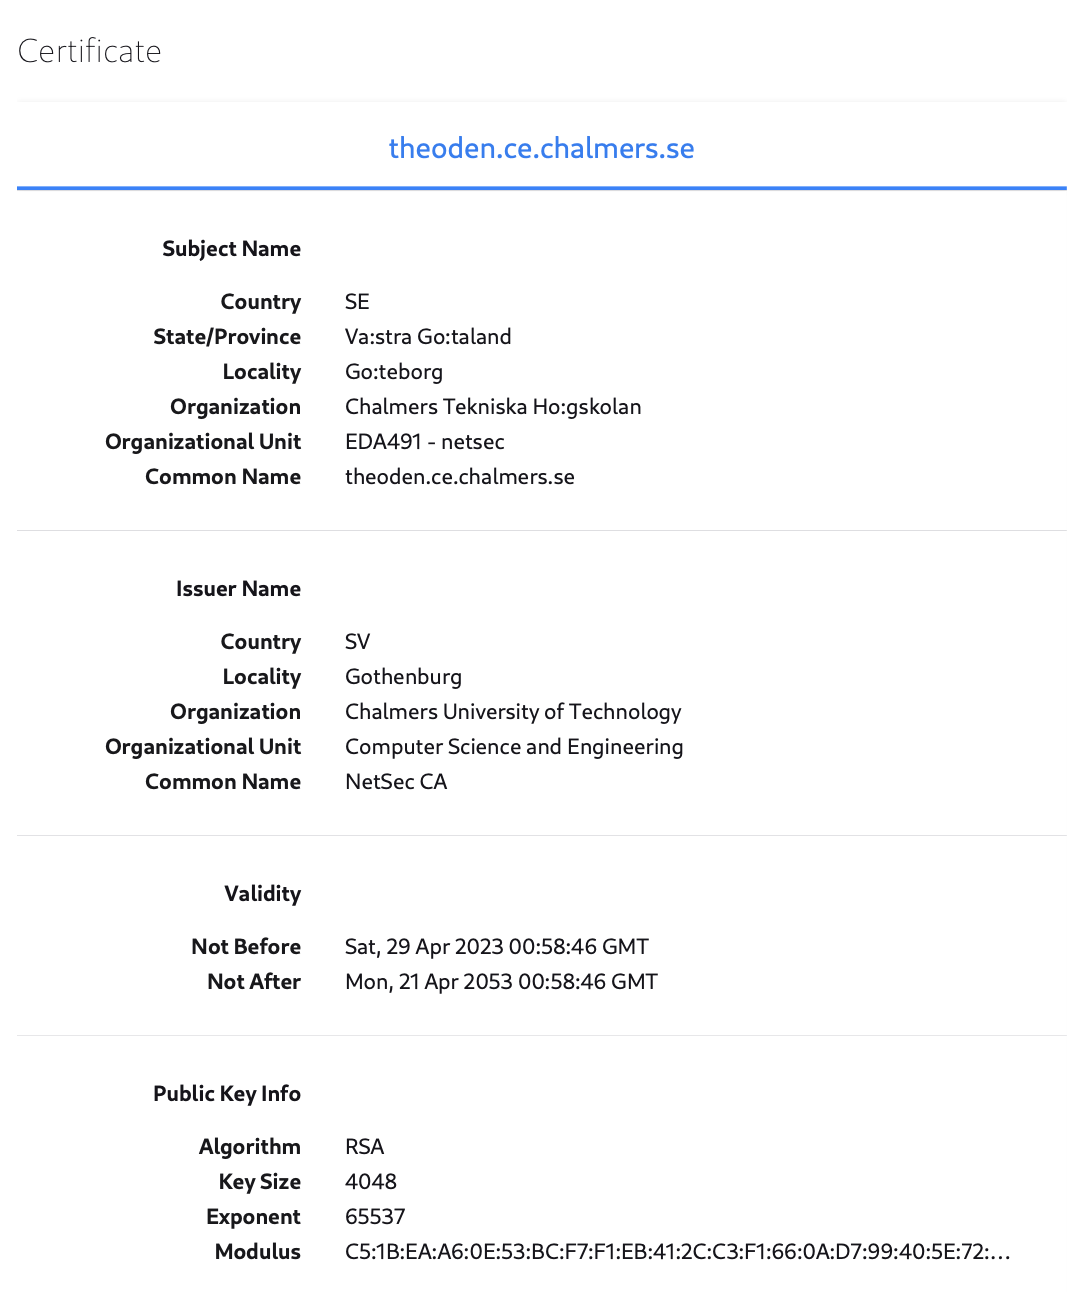 Certificate
theoden.ce.chalmers.se
Subject Name
Country SE
State/Province Va:stra Go:taland
Locality Go:teborg
Organization Chalmers Tekniska Ho:gskolan
Organizational Unit EDA491 - netsec
Common Name theoden.ce.chalmers.se
Issuer Name
Country SV
Locality Gothenburg
Organization Chalmers University of Technology
Organizational Unit Computer Science and Engineering
Common Name NetSec CA
Validity
Not Before Sat, 29 Apr 2023 00:58:46 GMT
Not After Mon, 21 Apr 2053 00:58:46 GMT
Public Key Info
Algorithm RSA
Key Size 4048
Exponent 65537
Modulus C5:1B:EA:A6:0E:53:BC:F7:F1:EB:41:2C:C3:F1:66:0A:D7:99:40:5E:72:…